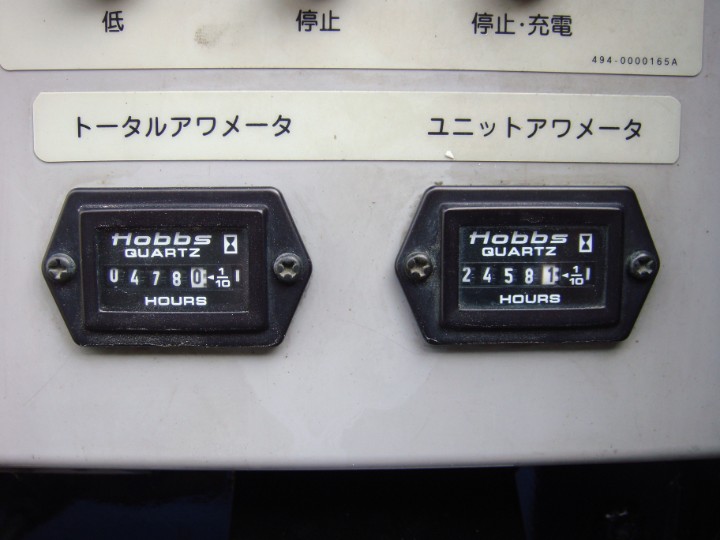 低 停止 停止・充電
494-0000165A
トータルアワメータ ユニットアワメータ
Hobbs
QUARTZ
04780 ◄1/10
HOURS
Hobbs
QUARTZ
24581 ◄1/10
HOURS